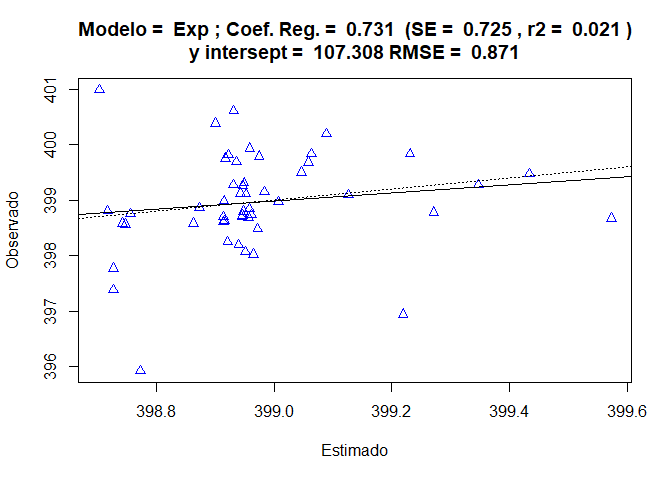 Modelo = Exp ; Coef. Reg. = 0.731 (SE = 0.725 , r2 = 0.021 )
y intersept = 107.308 RMSE = 0.871
401
400
399
398
397
396
Observado
398.8 399.0 399.2 399.4 399.6
Estimado